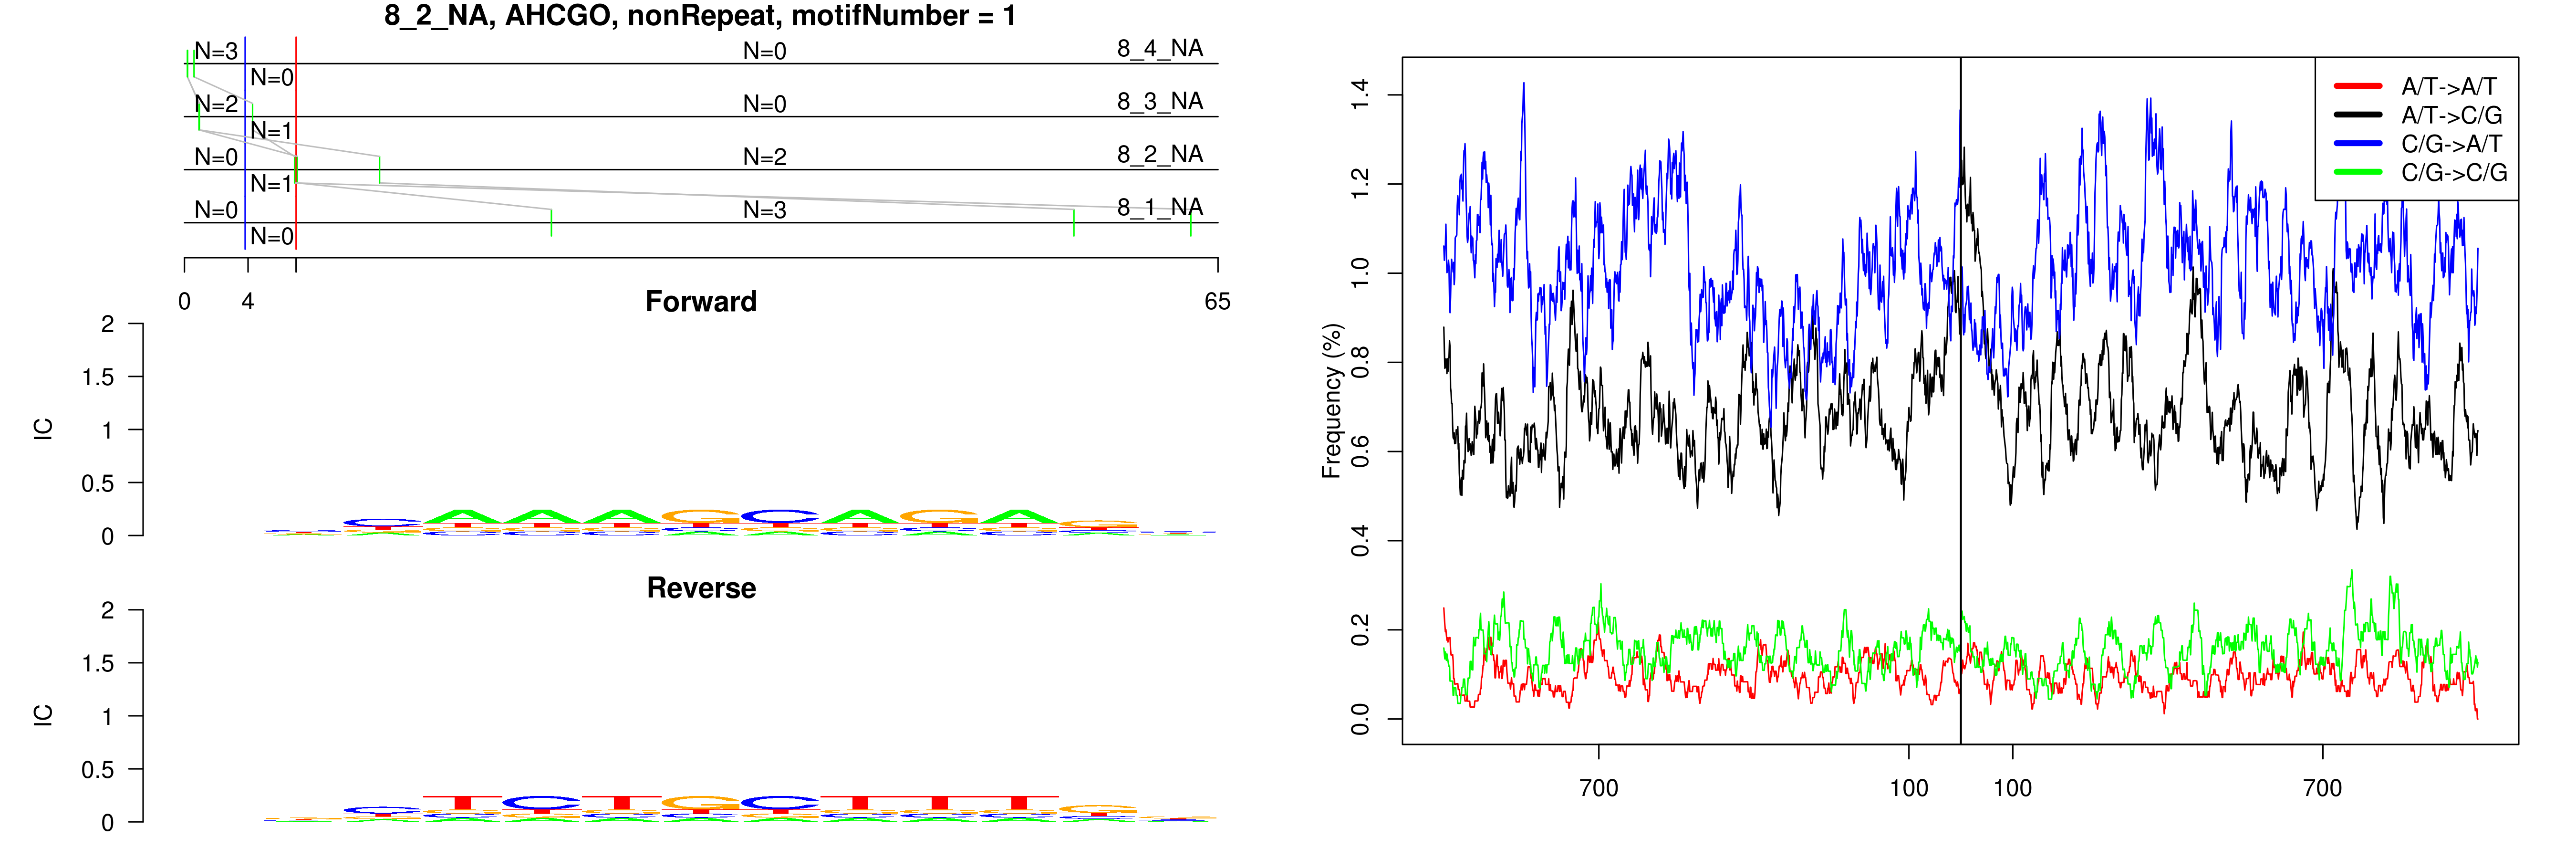 8_2_NA, AHCGO, nonRepeat, motifNumber = 1
N=3 N=0 8_4_NA
N=0
N=2 N=0 8_3_NA
N=1
N=0 N=2 8_2_NA
N=1
N=0 N=3 8_1_NA
N=0
0 4 65
Forward
2
1.5
1
0.5
0
IC
C A A A G C A G A G
Reverse
2
1.5
1
0.5
0
IC
C T C T G C T T T G
A/T->A/T
A/T->C/G
C/G->A/T
C/G->C/G
Frequency (%)
1.4
1.2
1.0
0.8
0.6
0.4
0.2
0.0
700 100 100 700